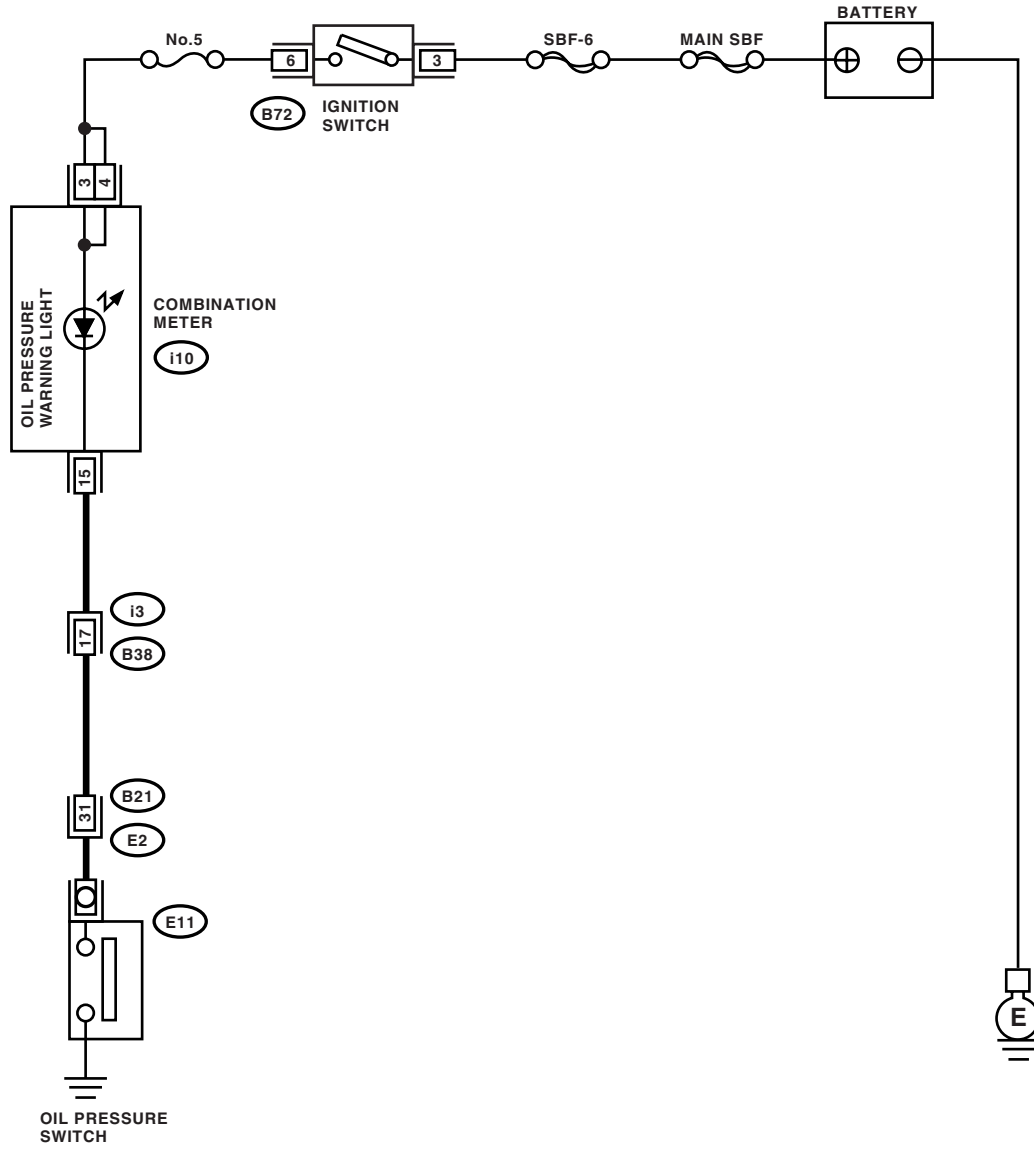 BATTERY
No.5
SBF-6
MAIN SBF
6
3
B72
IGNITION
SWITCH
3
4
OIL PRESSURE
WARNING LIGHT
COMBINATION
METER
i10
15
i3
17
B38
B21
31
E2
E11
E
OIL PRESSURE
SWITCH